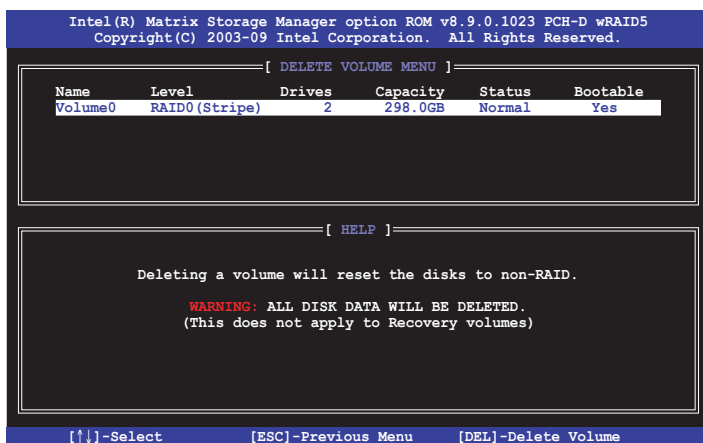 Intel(R) Matrix Storage Manager option ROM v8.9.0.1023 PCH-D wRAID5
Copyright(C) 2003-09 Intel Corporation. All Rights Reserved.
[ DELETE VOLUME MENU ]
Name Level Drives Capacity Status Bootable
Volume0 RAID0(Stripe) 2 298.0GB Normal Yes
[ HELP ]
Deleting a volume will reset the disks to non-RAID.
WARNING: ALL DISK DATA WILL BE DELETED.
(This does not apply to Recovery volumes)
[↑↓]-Select [ESC]-Previous Menu [DEL]-Delete Volume